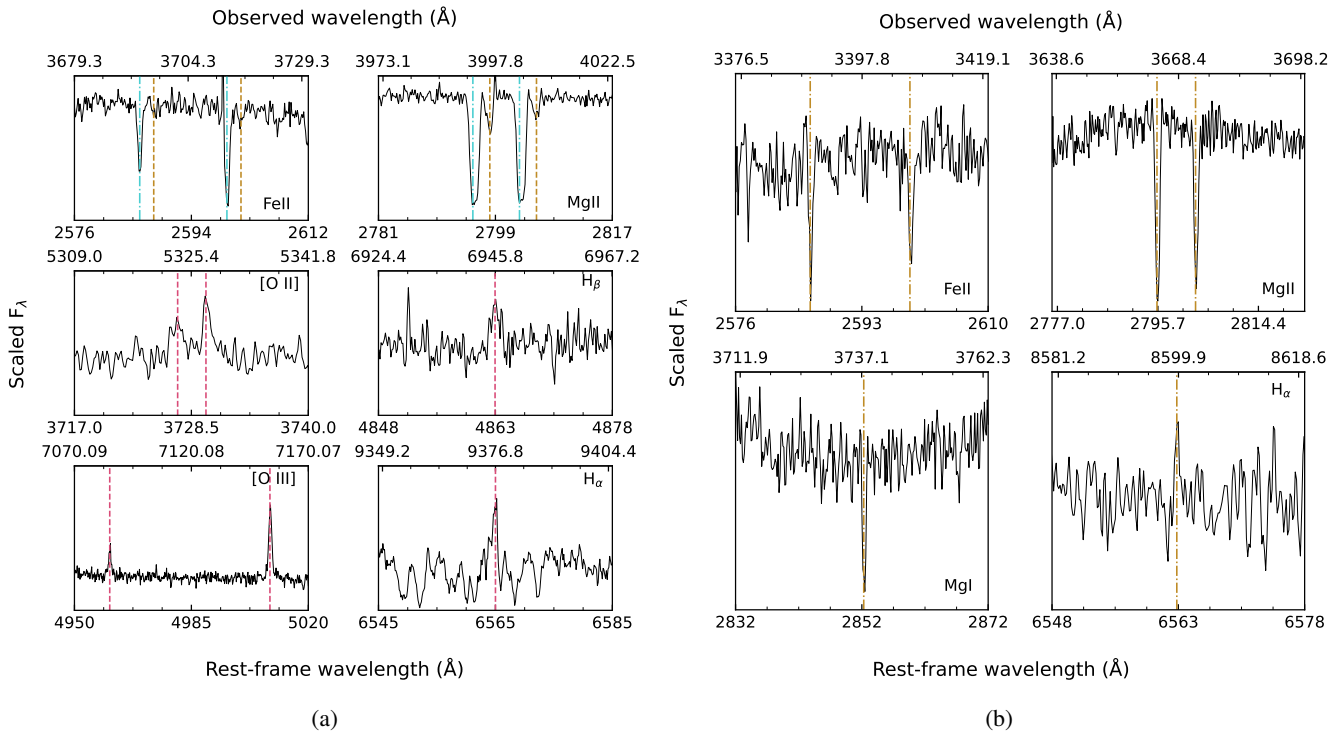 Observed wavelength (Å)
3679.3 3704.3 3729.3
3973.1 3997.8 4022.5
FeII
MgII
2576 2594 2612
2781 2799 2817
5309.0 5325.4 5341.8
6924.4 6945.8 6967.2
[O II]
Hβ
3717.0 3728.5 3740.0
4848 4863 4878
7070.09 7120.08 7170.07
9349.2 9376.8 9404.4
[O III]
Hα
4950 4985 5020
6545 6565 6585
Scaled Fλ
Rest-frame wavelength (Å)
(a)
Observed wavelength (Å)
3376.5 3397.8 3419.1
3638.6 3668.4 3698.2
FeII
MgII
2576 2593 2610
2777.0 2795.7 2814.4
3711.9 3737.1 3762.3
8581.2 8599.9 8618.6
Hα
MgI
2832 2852 2872
6548 6563 6578
Scaled Fλ
Rest-frame wavelength (Å)
(b)